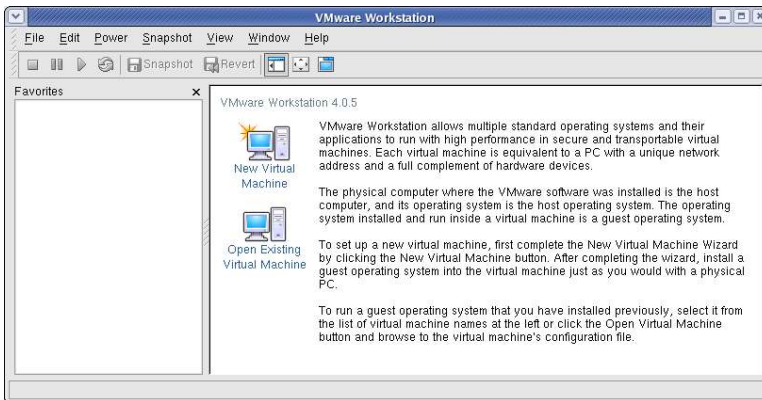 VMware Workstation
File Edit Power Snapshot View Window Help
Snapshot Revert
Favorites
VMware Workstation 4.0.5
New Virtual
Machine
VMware Workstation allows multiple standard operating systems and their
applications to run with high performance in secure and transportable virtual
machines. Each virtual machine is equivalent to a PC with a unique network
address and a full complement of hardware devices.
The physical computer where the VMware software was installed is the host
computer, and its operating system is the host operating system. The operating
system installed and run inside a virtual machine is a guest operating system.
Open Existing
Virtual Machine
To set up a new virtual machine, first complete the New Virtual Machine Wizard
by clicking the New Virtual Machine button. After completing the wizard, install a
guest operating system into the virtual machine just as you would with a physical
PC.
To run a guest operating system that you have installed previously, select it from
the list of virtual machine names at the left or click the Open Virtual Machine
button and browse to the virtual machine's configuration file.